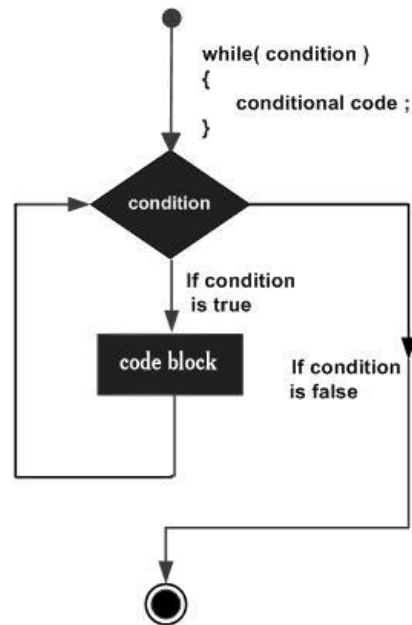 while( condition )
{
conditional code ;
}
condition
If condition
is true
code block
If condition
is false